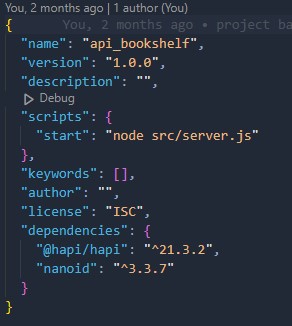 You, 2 months ago | 1 author (You)
{ You, 2 months ago • project ba
"name": "api_bookshelf",
"version": "1.0.0",
"description": "",
Debug
"scripts": {
"start": "node src/server.js"
},
"keywords": [],
"author": "",
"license": "ISC",
"dependencies": {
"@hapi/hapi": "^21.3.2",
"nanoid": "^3.3.7"
}
}